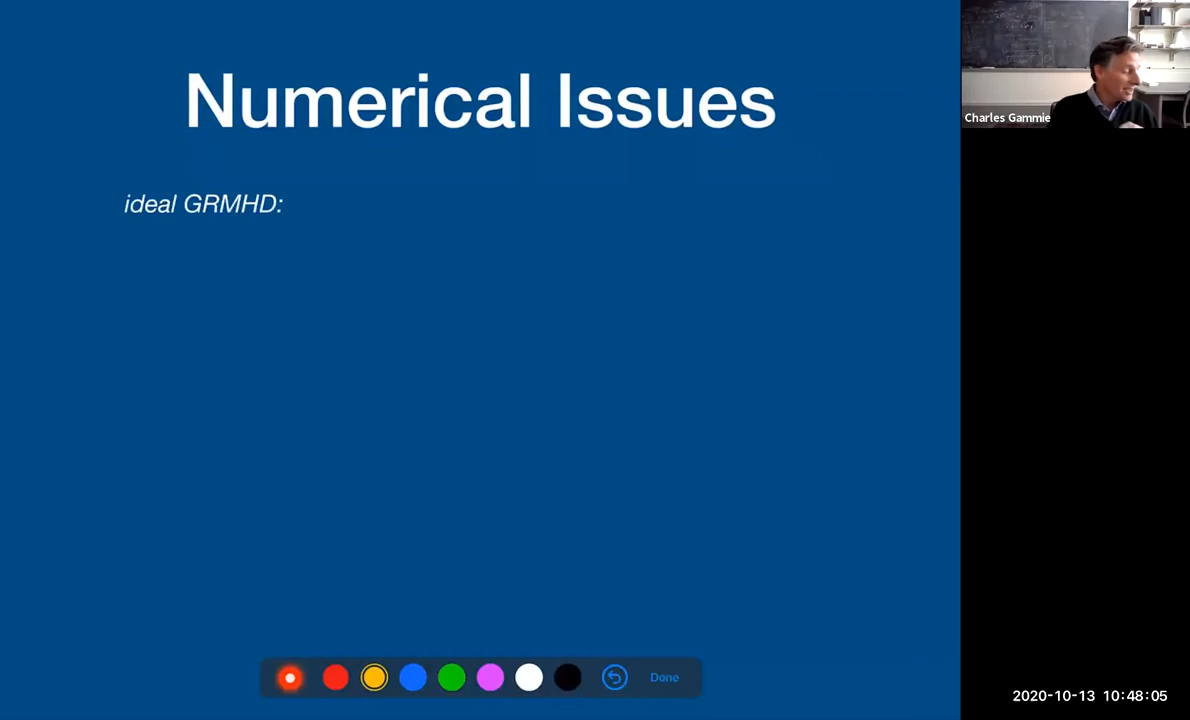 Numerical Issues
ideal GRMHD:
Done
Charles Gammie
2020-10-13 10:48:05